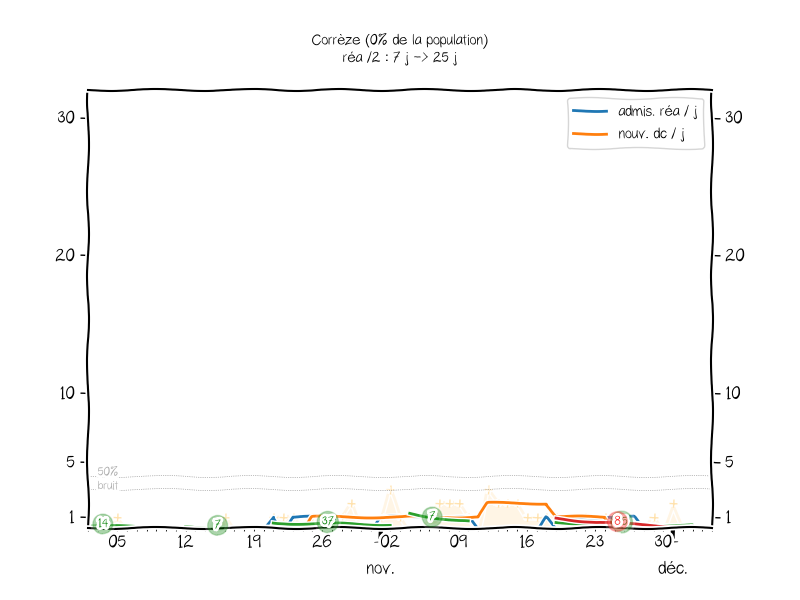 Corrèze (0% de la population)
réa /2 : 7 j -> 25 j
admis. réa / j
nouv. dc / j
30
30
20
20
10
10
5
5
50%
bruit
1
1
14
7
37
7
8
05 12 19 26 02 09 16 23 30
nov. déc.